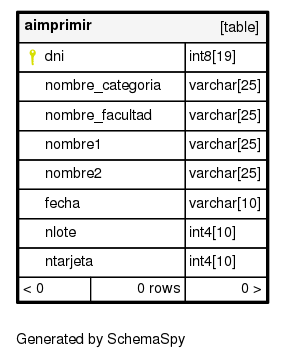 aimprimir [table]
dni int8[19]
nombre_categoria varchar[25]
nombre_facultad varchar[25]
nombre1 varchar[25]
nombre2 varchar[25]
fecha varchar[10]
nlote int4[10]
ntarjeta int4[10]
< 0 0 rows 0 >
Generated by SchemaSpy